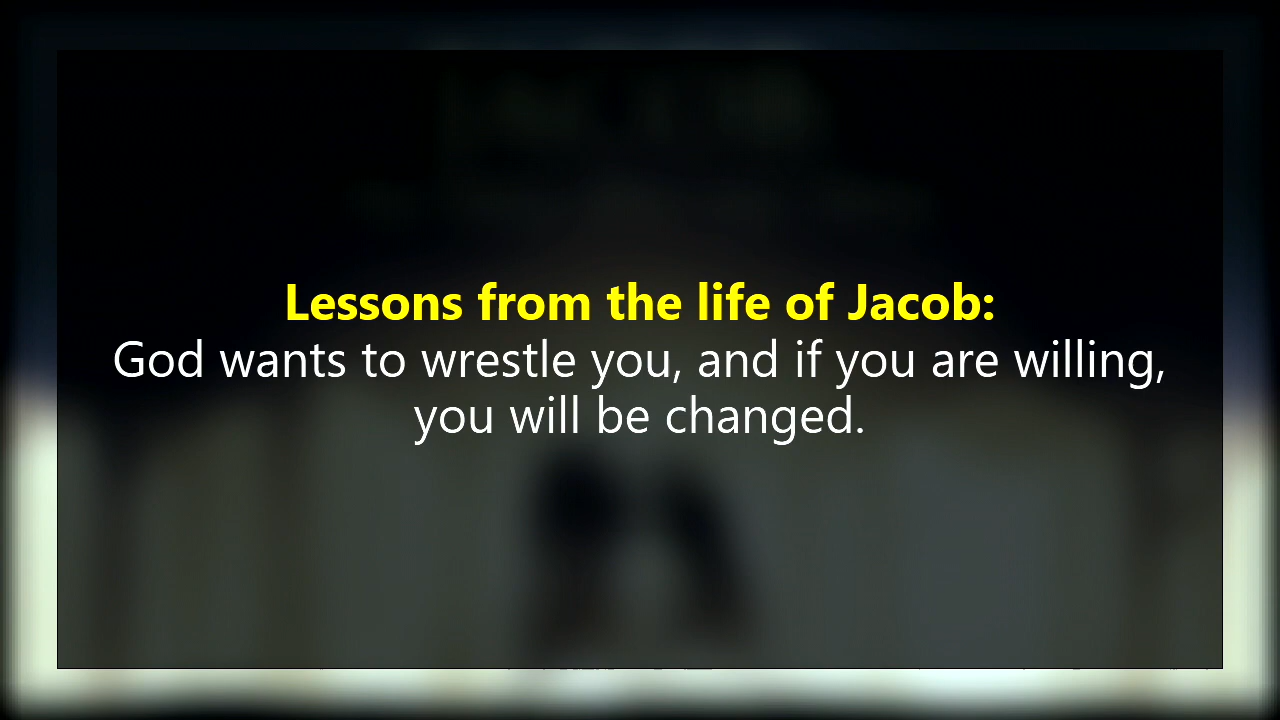 Lessons from the life of Jacob:
God wants to wrestle you, and if you are willing,
you will be changed.